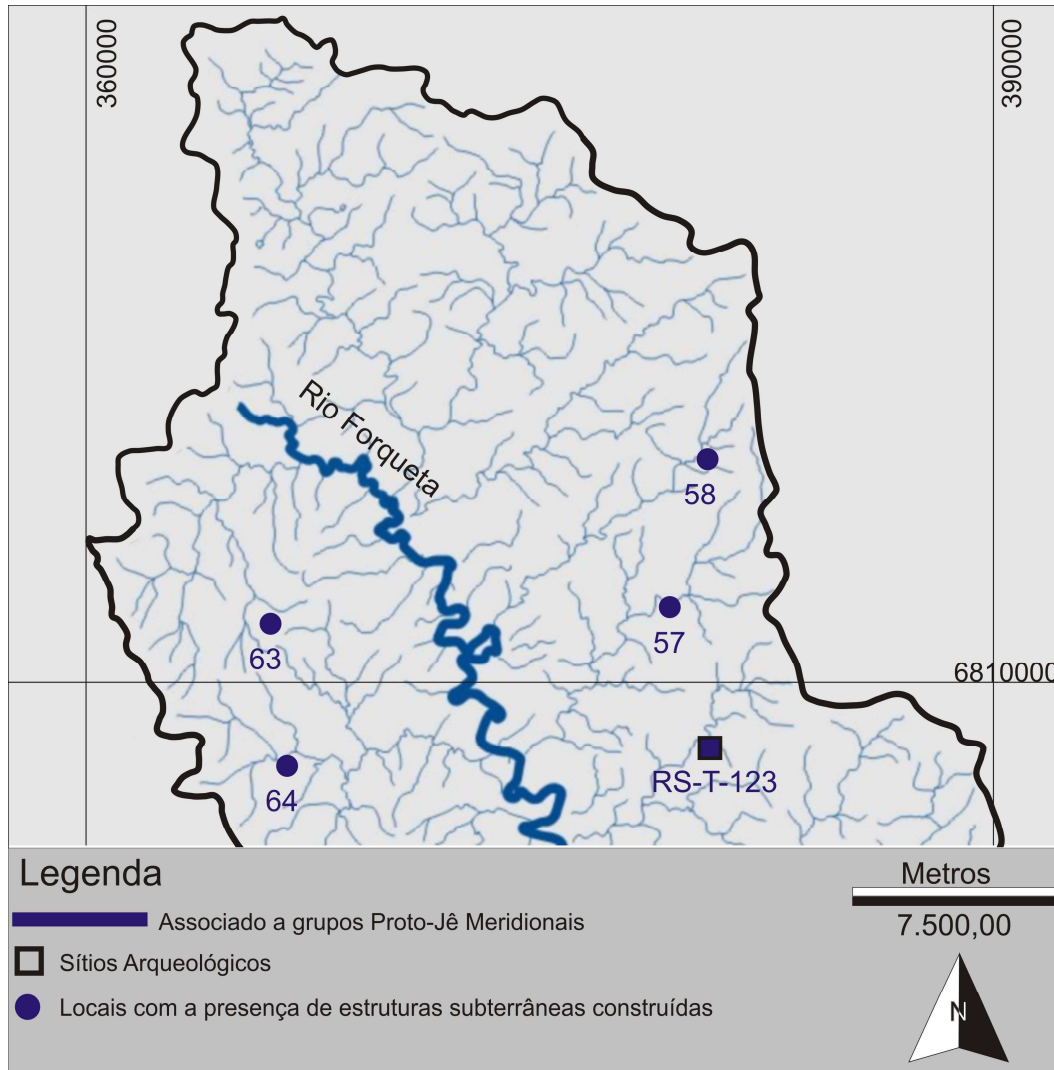 360000
390000
Rio Forqueta
58
57
63
6810000
RS-T-123
64
Legenda
Associado a grupos Proto-Jê Meridionais
Sítios Arqueológicos
Locais com a presença de estruturas subterrâneas construídas
Metros
7.500,00
N